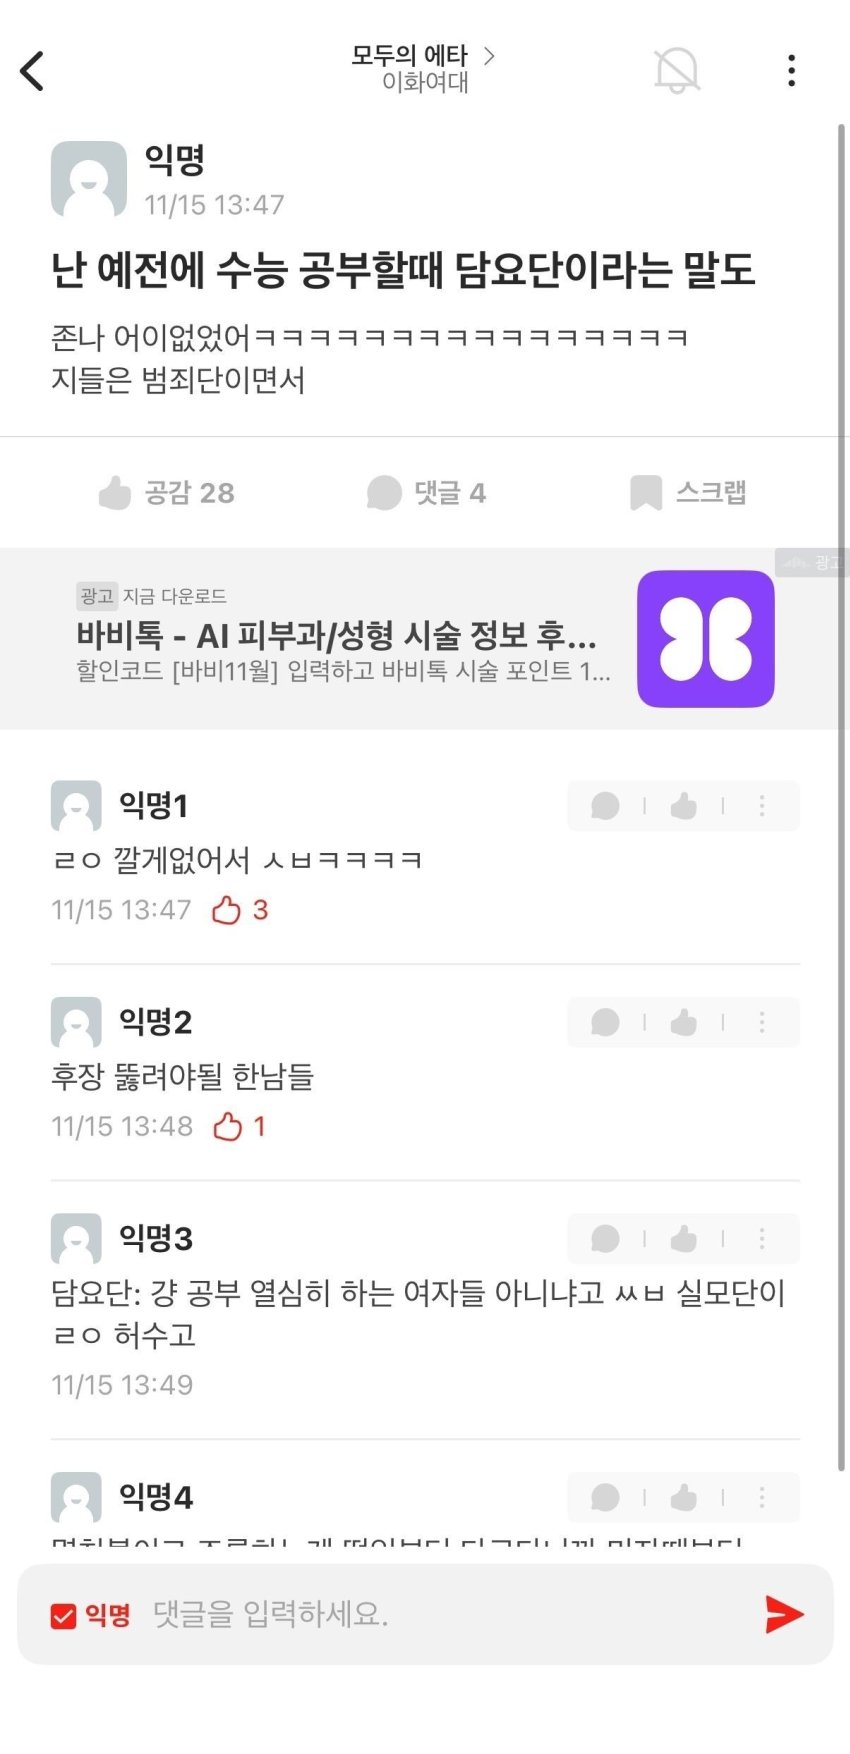 모두의 에타
이화여대
익명
11/15 13:47
난 예전에 수능 공부할때 담요단이라는 말도
존나 어이없었어ㅋㅋㅋㅋㅋㅋㅋㅋㅋㅋㅋㅋㅋㅋㅋㅋ
지들은 범죄단이면서
공감 28
댓글 4
스크랩
광고
광고 지금 다운로드
바비톡 - AI 피부과/성형 시술 정보 후...
할인코드 [바비11월] 입력하고 바비톡 시술 포인트 1...
익명1
ㄹㅇ 깔게없어서 ㅅㅂㅋㅋㅋㅋ
11/15 13:47 3
익명2
후장 뚫려야될 한남들
11/15 13:48 1
익명3
담요단: 걍 공부 열심히 하는 여자들 아니냐고 ㅆㅂ 실모단이
ㄹㅇ 허수고
11/15 13:49
익명4
익명 댓글을 입력하세요.